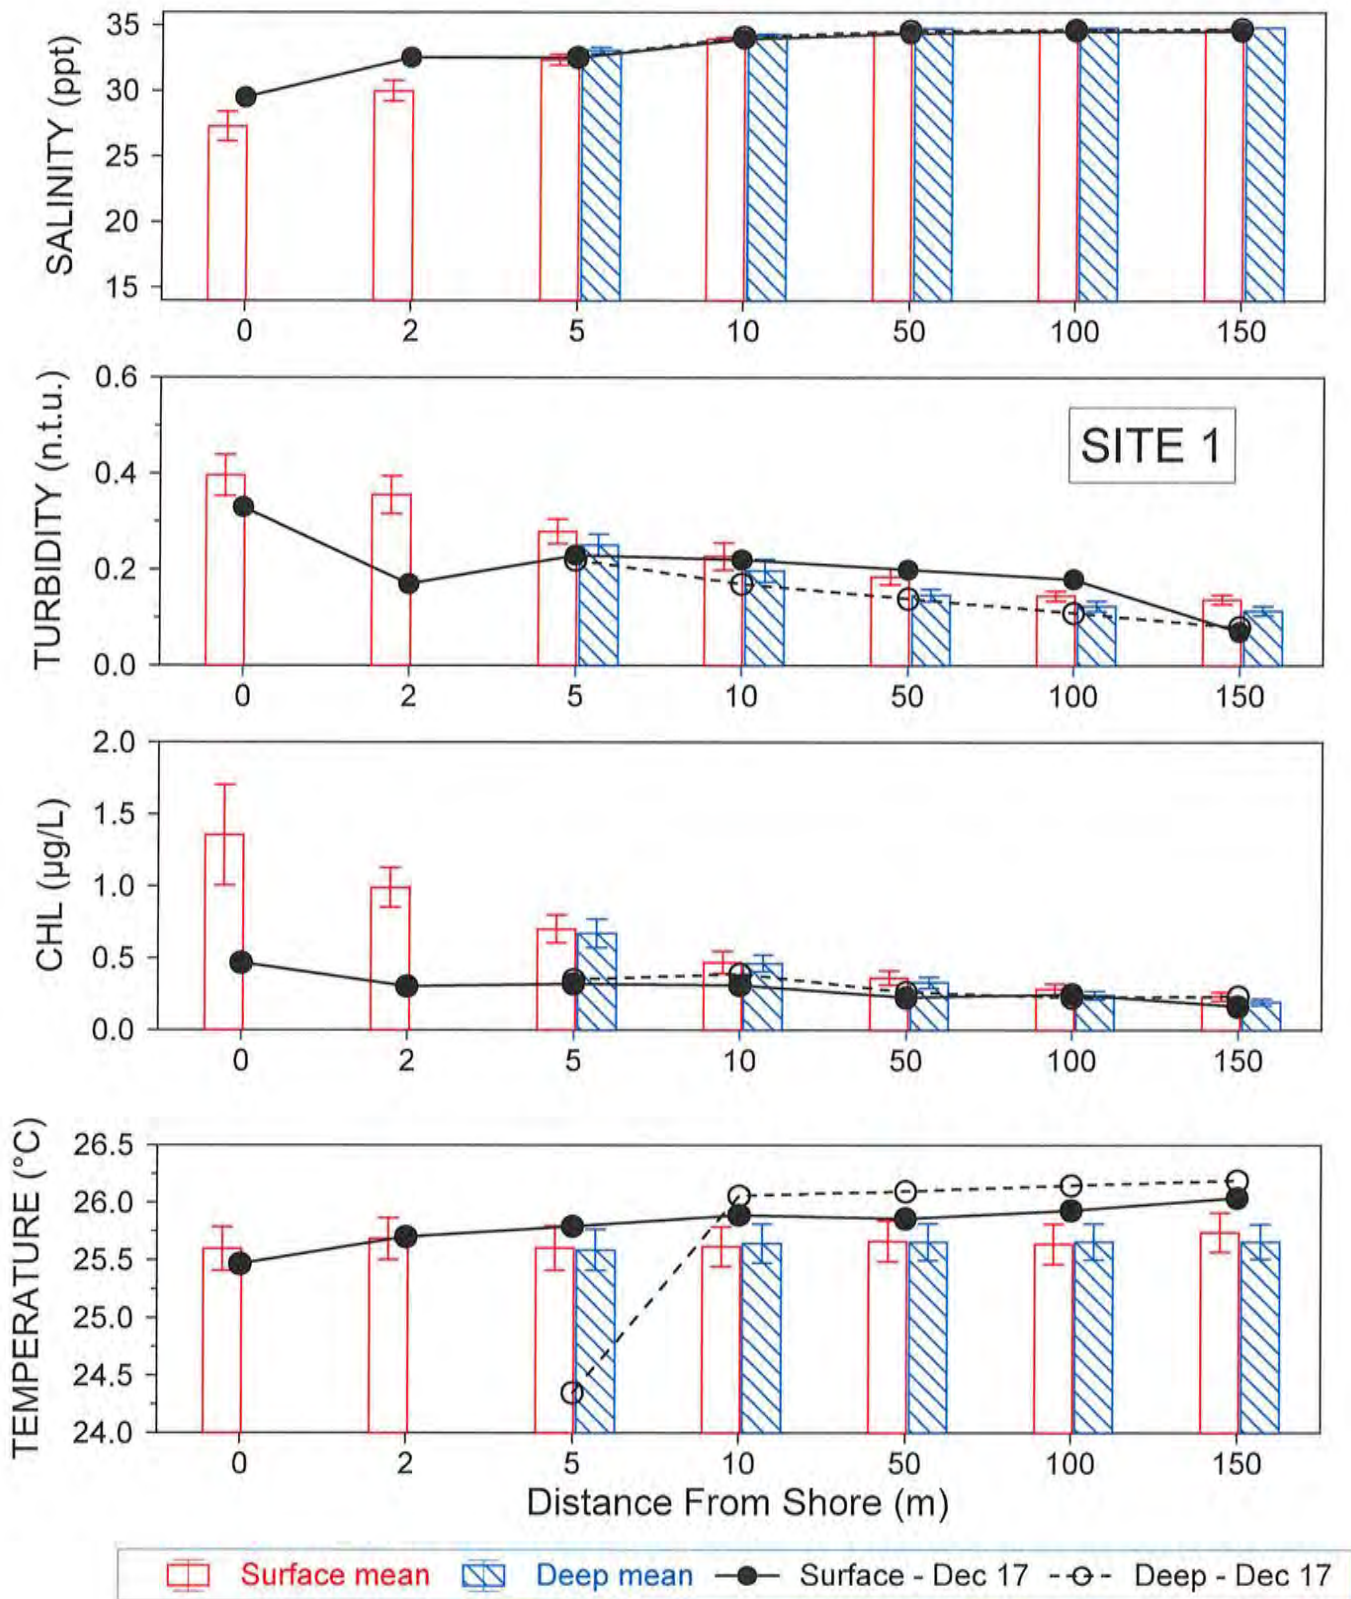 SALINITY (ppt)
35
30
25
20
15
0 2 5 10 50 100 150
TURBIDITY (n.t.u.)
0.6
0.4
0.2
0.0
SITE 1
0 2 5 10 50 100 150
CHL (µg/L)
2.0
1.5
1.0
0.5
0.0
0 2 5 10 50 100 150
TEMPERATURE (°C)
26.5
26.0
25.5
25.0
24.5
24.0
0 2 5 10 50 100 150
Distance From Shore (m)
Surface mean Deep mean Surface - Dec 17 Deep - Dec 17